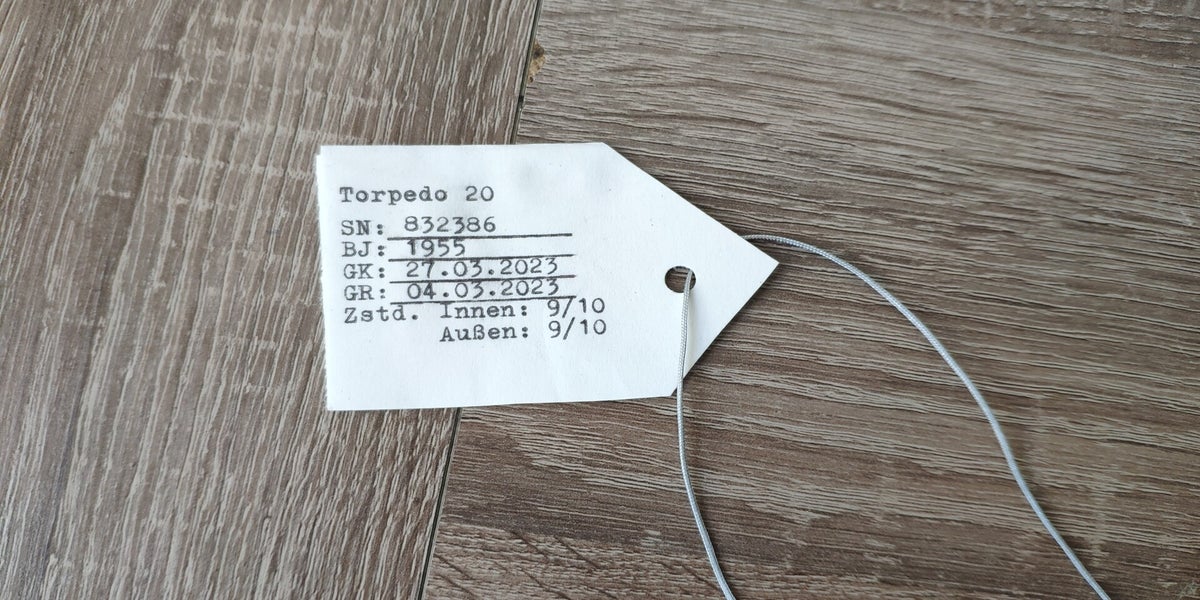 Torpedo 20
SN: 832386
BJ: 1955
GK: 27.03.2023
GR: 04.03.2023
Zstd. Innen: 9/10
Außen: 9/10